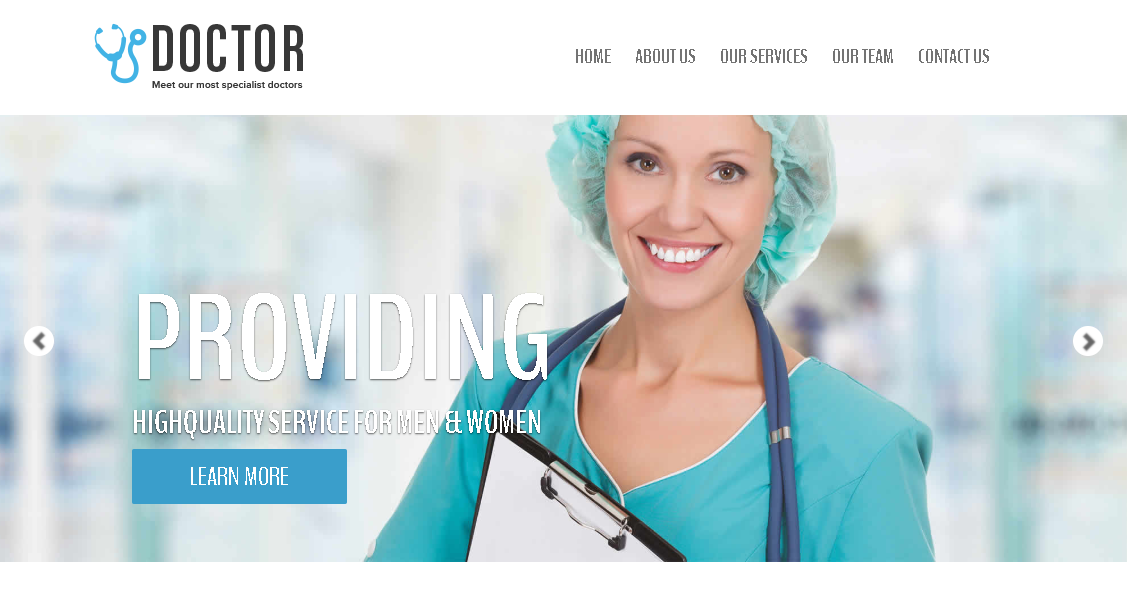 DOCTOR
Meet our most specialist doctors
HOME ABOUT US OUR SERVICES OUR TEAM CONTACT US
PROVIDING
HIGHQUALITY SERVICE FOR MEN & WOMEN
LEARN MORE